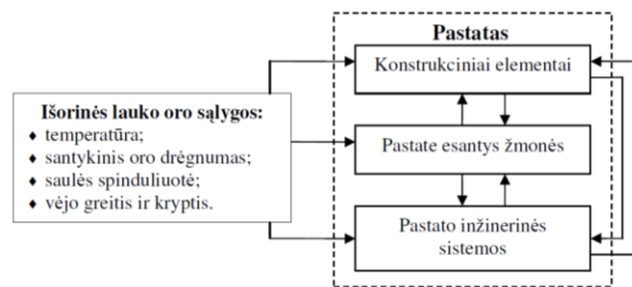 Išorinės lauko oro sąlygos:
♦ temperatūra;
♦ santykinis oro drėgnumas;
♦ saulės spinduliuotė;
♦ vėjo greitis ir kryptis.
Pastatas
Konstrukciniai elementai
Pastate esantys žmonės
Pastato inžinerinės
sistemos